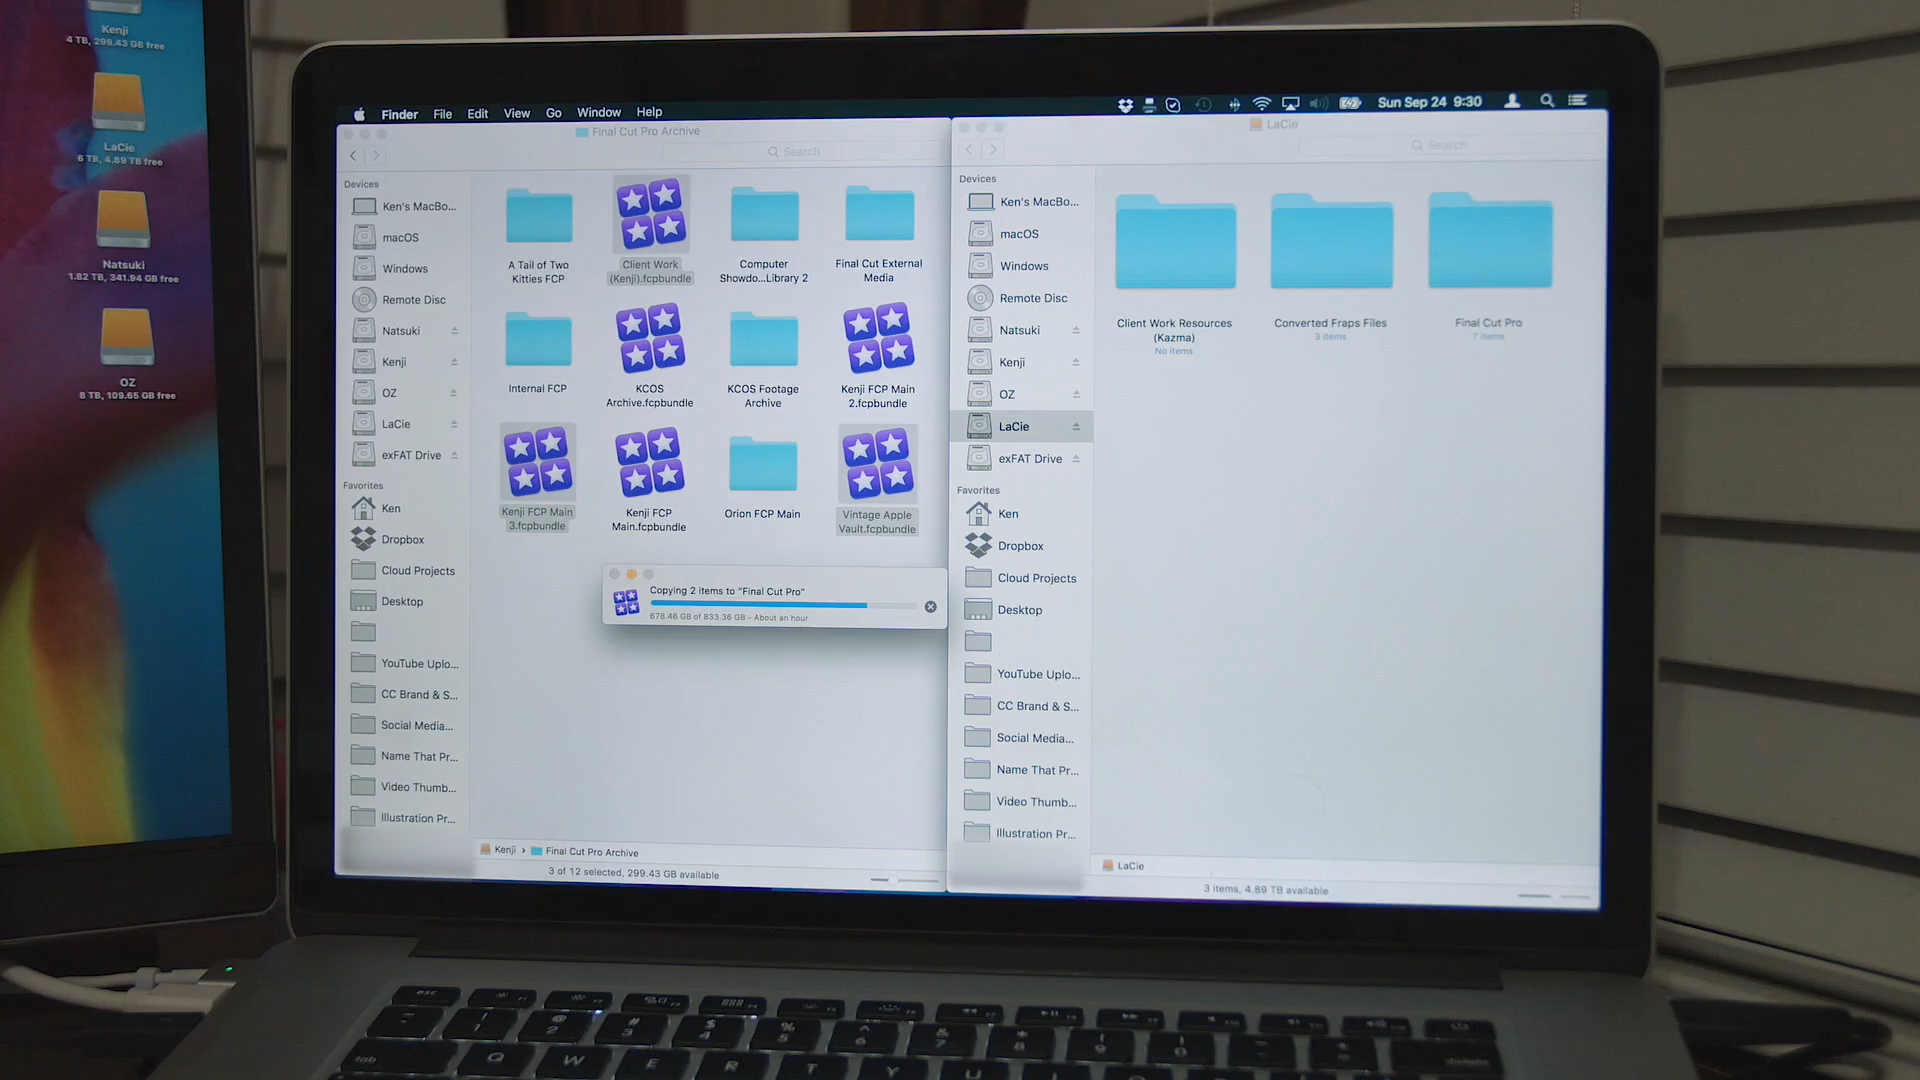 Kenji
4 TB, 299.43 GB free
LaCie
6 TB, 4.89 TB free
Natsuki
1.82 TB, 341.94 GB free
OZ
8 TB, 109.65 GB free
Finder File Edit View Go Window Help
Sun Sep 24 9:30
Final Cut Pro Archive
Search
Devices
Ken's MacBo...
macOS
Windows
Remote Disc
Natsuki
Kenji
OZ
LaCie
exFAT Drive
Favorites
Ken
Dropbox
Cloud Projects
Desktop
YouTube Uplo...
CC Brand & S...
Social Media...
Name That Pr...
Video Thumb...
Illustration Pr...
A Tail of Two
Kitties FCP
Client Work
(Kenji).fcpbundle
Computer
Showdo...Library 2
Final Cut External
Media
Internal FCP
KCOS
Archive.fcpbundle
KCOS Footage
Archive
Kenji FCP Main
2.fcpbundle
Kenji FCP Main
3.fcpbundle
Kenji FCP
Main.fcpbundle
Orion FCP Main
Vintage Apple
Vault.fcpbundle
Copying 2 items to "Final Cut Pro"
678.46 GB of 833.36 GB - About an hour
Kenji › Final Cut Pro Archive
3 of 12 selected, 299.43 GB available
LaCie
Search
Devices
Ken's MacBo...
macOS
Windows
Remote Disc
Natsuki
Kenji
OZ
LaCie
exFAT Drive
Favorites
Ken
Dropbox
Cloud Projects
Desktop
YouTube Uplo...
CC Brand & S...
Social Media...
Name That Pr...
Video Thumb...
Illustration Pr...
Client Work Resources
(Kazma)
No items
Converted Fraps Files
3 items
Final Cut Pro
7 items
LaCie
3 items, 4.89 TB available
esc
! @ 2 # 3 $ 4 % 5 ^ 6 & 7 * 8 9
tab Q W E R T Y U